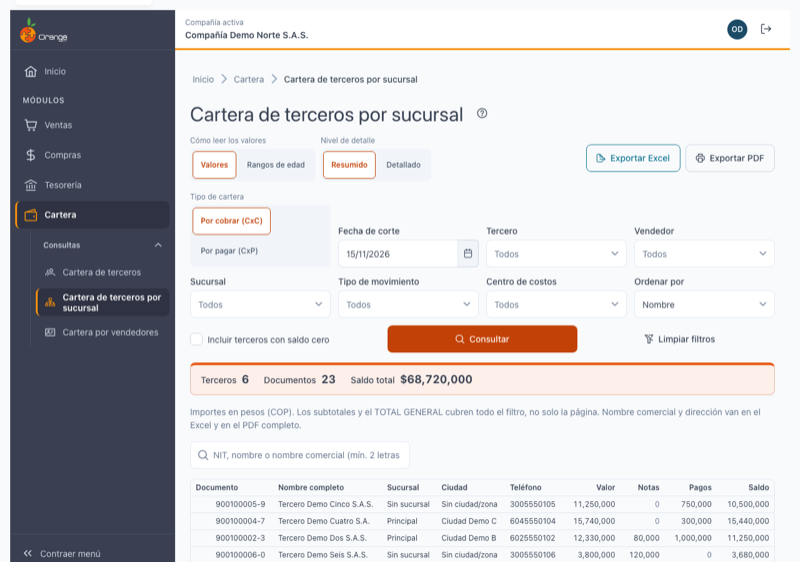 Orange
Compañía activa
Compañía Demo Norte S.A.S.
OD
Inicio
MÓDULOS
Ventas
Compras
Tesorería
Cartera
Consultas
Cartera de terceros
Cartera de terceros por
sucursal
Cartera por vendedores
Contraer menú
Inicio > Cartera > Cartera de terceros por sucursal
Cartera de terceros por sucursal
Cómo leer los valores Nivel de detalle
Valores Rangos de edad Resumido Detallado Exportar Excel Exportar PDF
Tipo de cartera
Por cobrar (CxC)
Por pagar (CxP)
Fecha de corte Tercero Vendedor
15/11/2026 Todos Todos
Sucursal Tipo de movimiento Centro de costos Ordenar por
Todos Todos Todos Nombre
Incluir terceros con saldo cero Consultar Limpiar filtros
Terceros 6 Documentos 23 Saldo total $68,720,000
Importes en pesos (COP). Los subtotales y el TOTAL GENERAL cubren todo el filtro, no solo la página. Nombre comercial y dirección van en el
Excel y en el PDF completo.
NIT, nombre o nombre comercial (mín. 2 letras
Documento Nombre completo Sucursal Ciudad Teléfono Valor Notas Pagos Saldo
900100005-9 Tercero Demo Cinco S.A.S. Sin sucursal Sin ciudad/zona 3005550105 11,250,000 0 750,000 10,500,000
900100004-7 Tercero Demo Cuatro S.A. Principal Ciudad Demo C 6045550104 15,740,000 0 300,000 15,440,000
900100002-3 Tercero Demo Dos S.A.S. Principal Ciudad Demo B 6025550102 12,330,000 80,000 1,000,000 11,250,000
900100006-0 Tercero Demo Seis S.A.S. Sin sucursal Sin ciudad/zona 3005550106 3,800,000 120,000 0 3,680,000